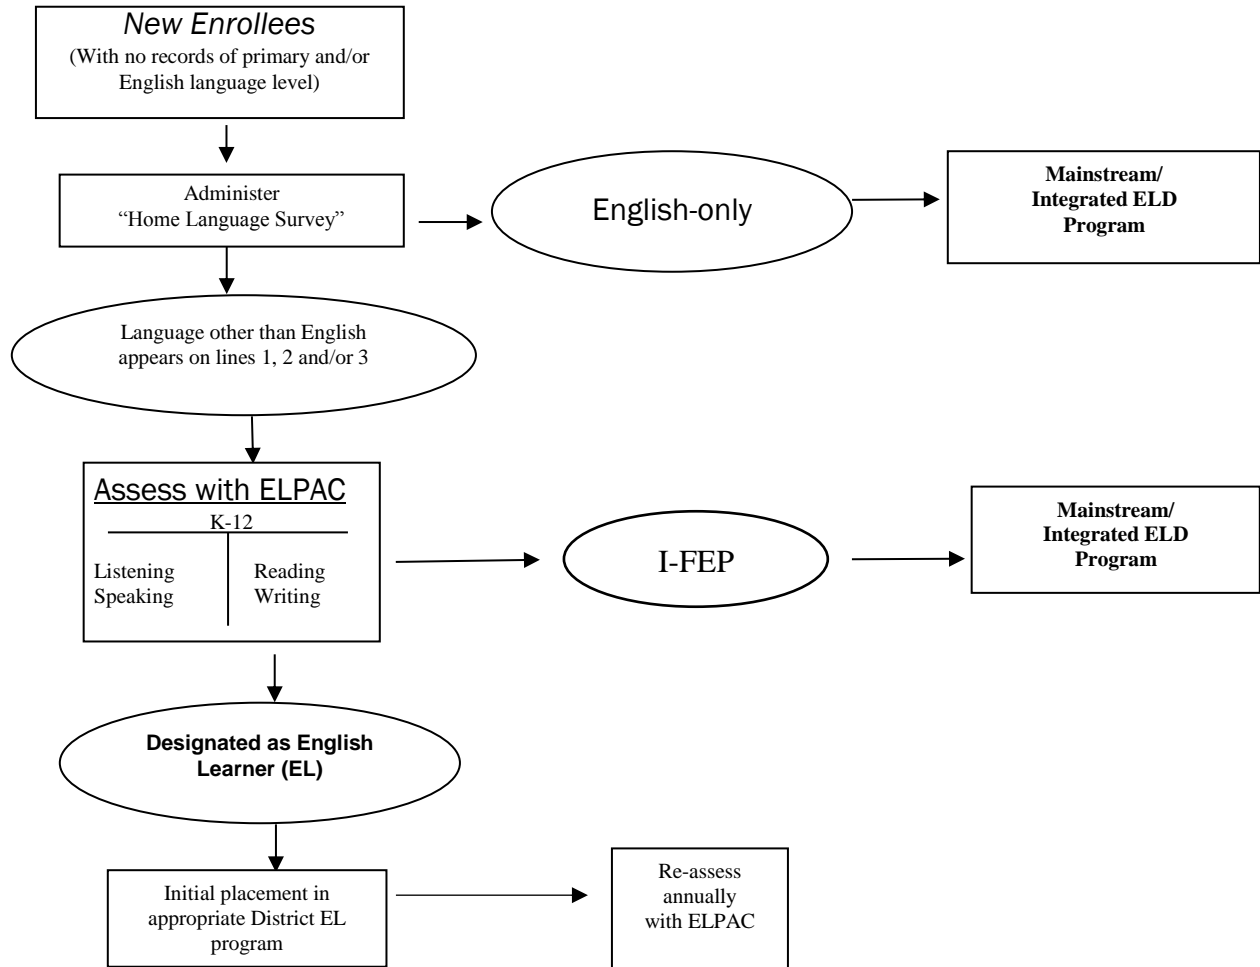 New Enrollees
(With no records of primary and/or
English language level)
Administer
“Home Language Survey”
English-only
Mainstream/
Integrated ELD
Program
Language other than English
appears on lines 1, 2 and/or 3
Assess with ELPAC
K-12
Listening
Speaking
Reading
Writing
I-FEP
Mainstream/
Integrated ELD
Program
Designated as English
Learner (EL)
Initial placement in
appropriate District EL
program
Re-assess
annually
with ELPAC